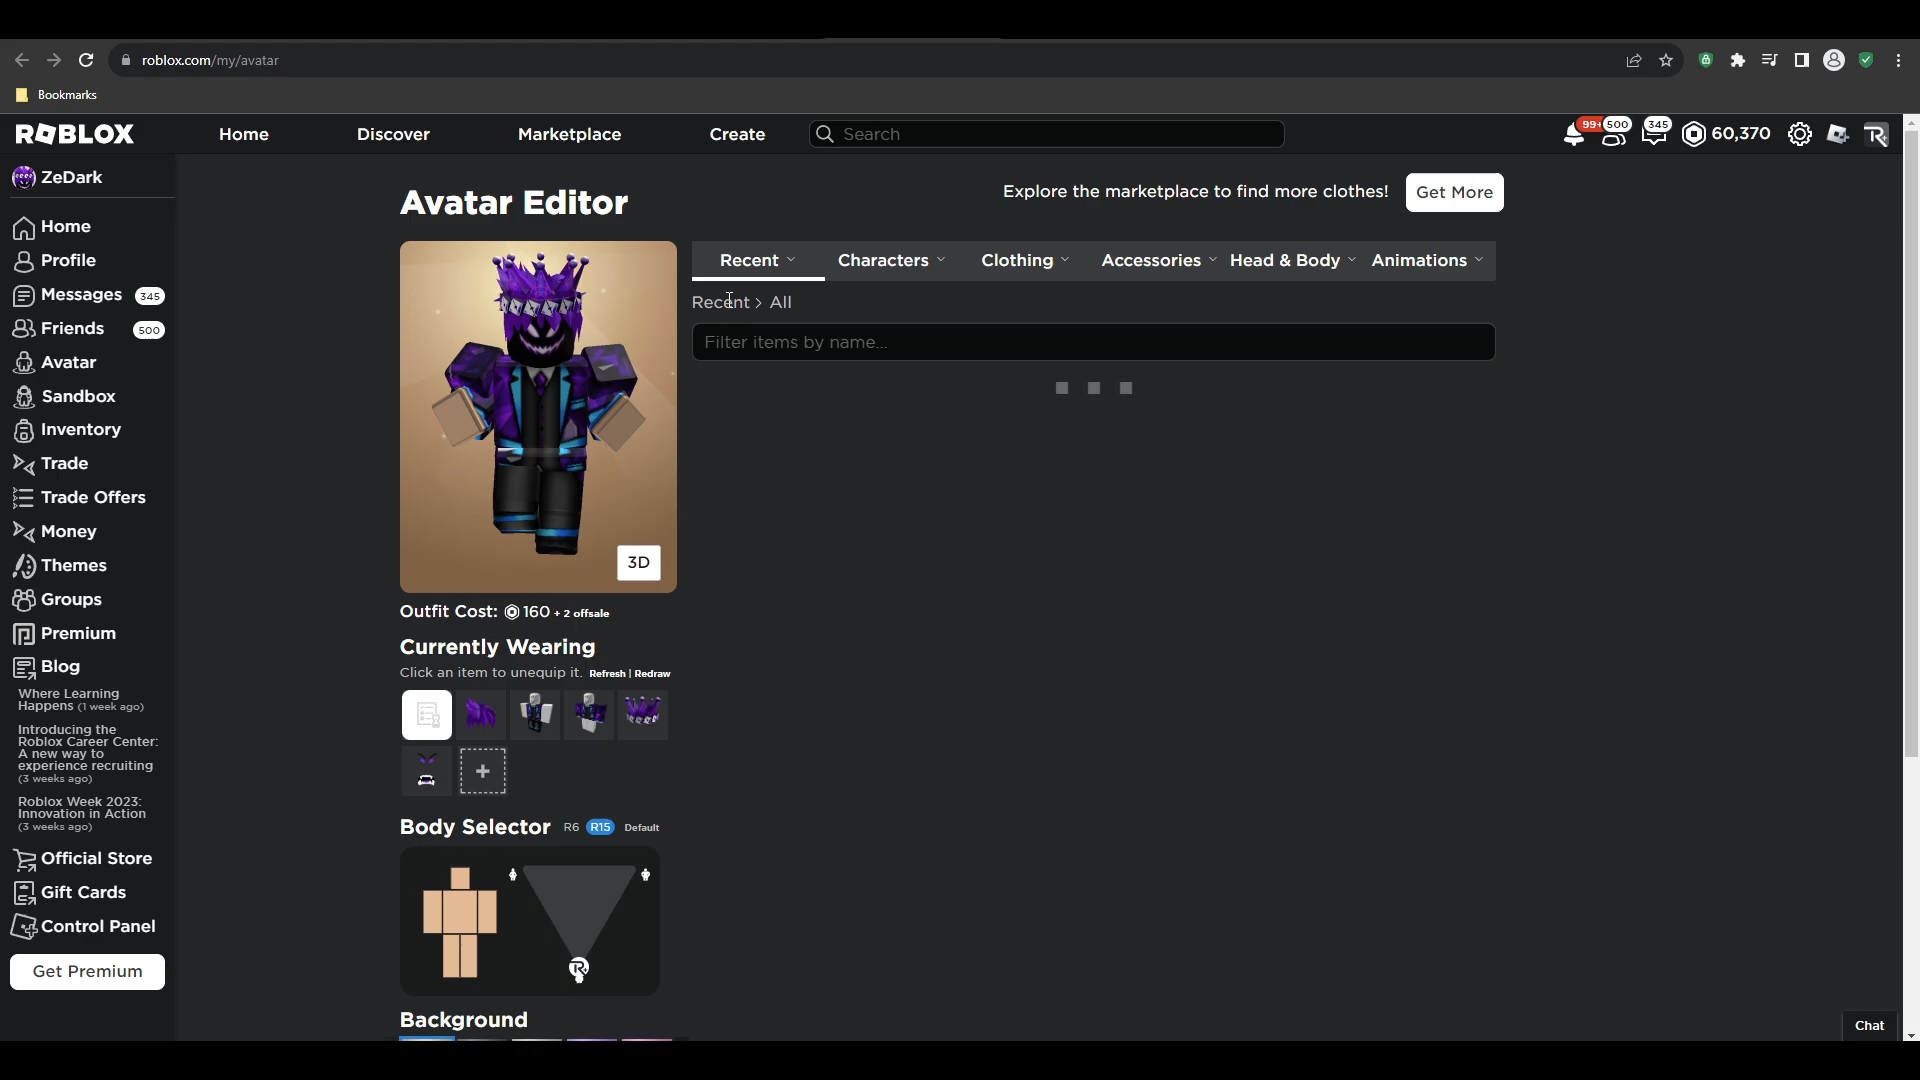 roblox.com/my/avatar
Bookmarks
ROBLOX
Home
Discover
Marketplace
Create
Search
99+
500
345
60,370
ZeDark
Home
Profile
Messages 345
Friends 500
Avatar
Sandbox
Inventory
Trade
Trade Offers
Money
Themes
Groups
Premium
Blog
Where Learning
Happens (1 week ago)
Introducing the
Roblox Career Center:
A new way to
experience recruiting
(3 weeks ago)
Roblox Week 2023:
Innovation in Action
(3 weeks ago)
Official Store
Gift Cards
Control Panel
Get Premium
Avatar Editor
Explore the marketplace to find more clothes!
Get More
3D
Outfit Cost: 160 + 2 offsale
Currently Wearing
Click an item to unequip it. Refresh | Redraw
Body Selector R6 R15 Default
Background
Recent
Characters
Clothing
Accessories
Head & Body
Animations
Recent > All
Filter items by name...
Chat